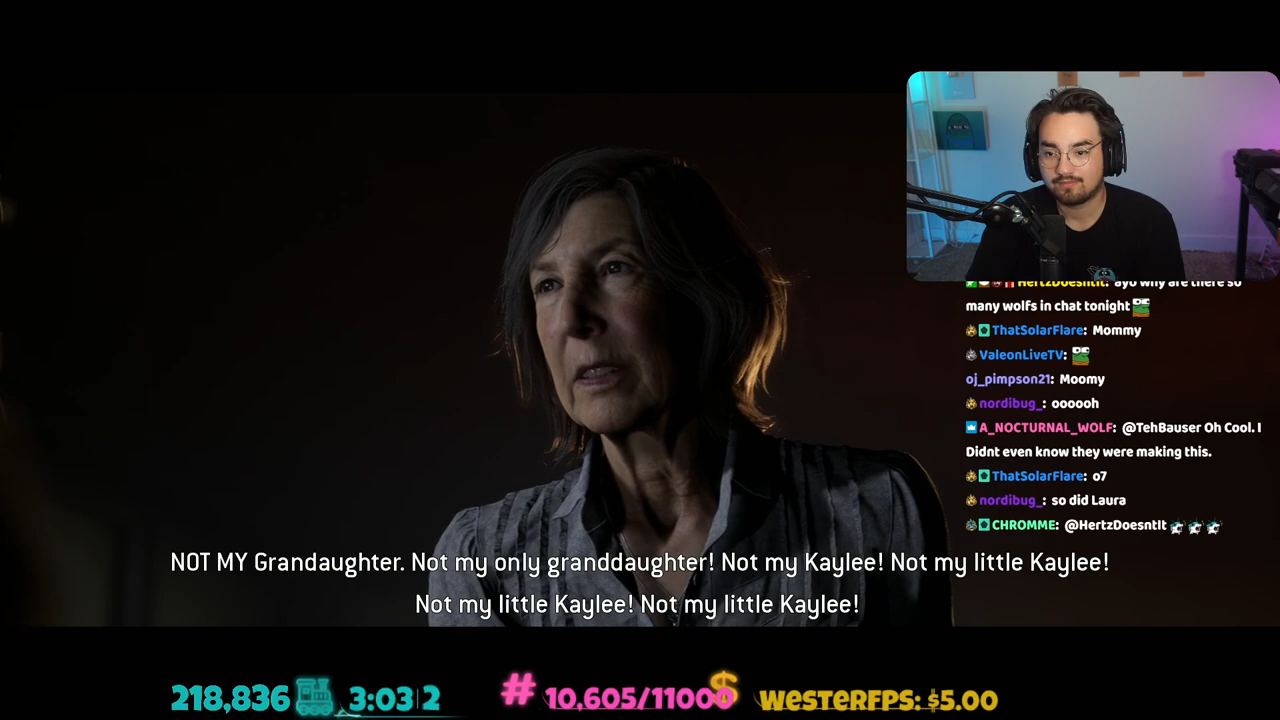 HertzDoesntIt: ayo why are there so
many wolfs in chat tonight
ThatSolarFlare: Mommy
ValeonLiveTV:
oj_pimpson21: Moomy
nordibug_: oooooh
A_NOCTURNAL_WOLF: @TehBauser Oh Cool. I
Didnt even know they were making this.
ThatSolarFlare: o7
nordibug_: so did Laura
CHROMME: @HertzDoesntIt
NOT MY Grandaughter. Not my only granddaughter! Not my Kaylee! Not my little Kaylee!
Not my little Kaylee! Not my little Kaylee!
218,836 3:03 2 # 10,605/11000 $ WESTERFPS: $5.00